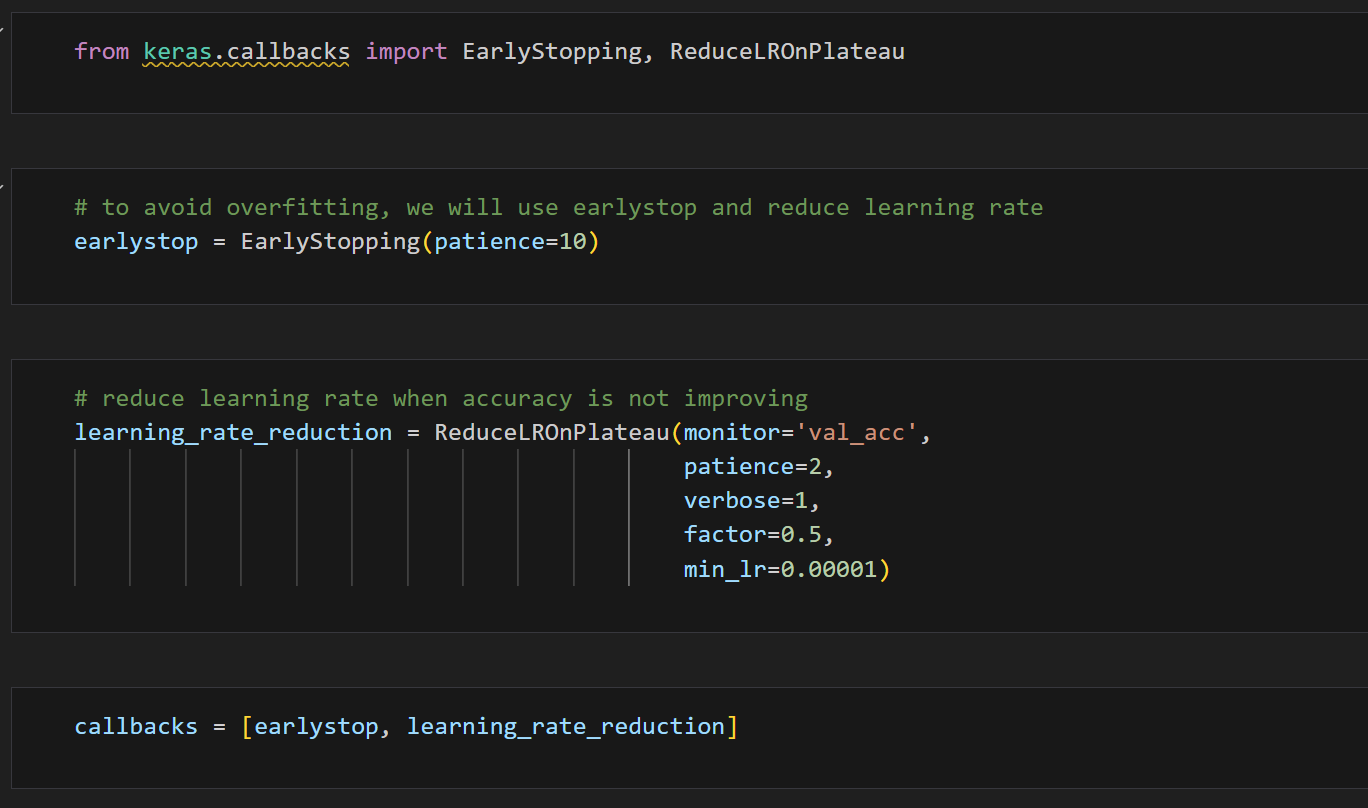 from keras.callbacks import EarlyStopping, ReduceLROnPlateau
# to avoid overfitting, we will use earlystop and reduce learning rate
earlystop = EarlyStopping(patience=10)
# reduce learning rate when accuracy is not improving
learning_rate_reduction = ReduceLROnPlateau(monitor='val_acc',
patience=2,
verbose=1,
factor=0.5,
min_lr=0.00001)
callbacks = [earlystop, learning_rate_reduction]